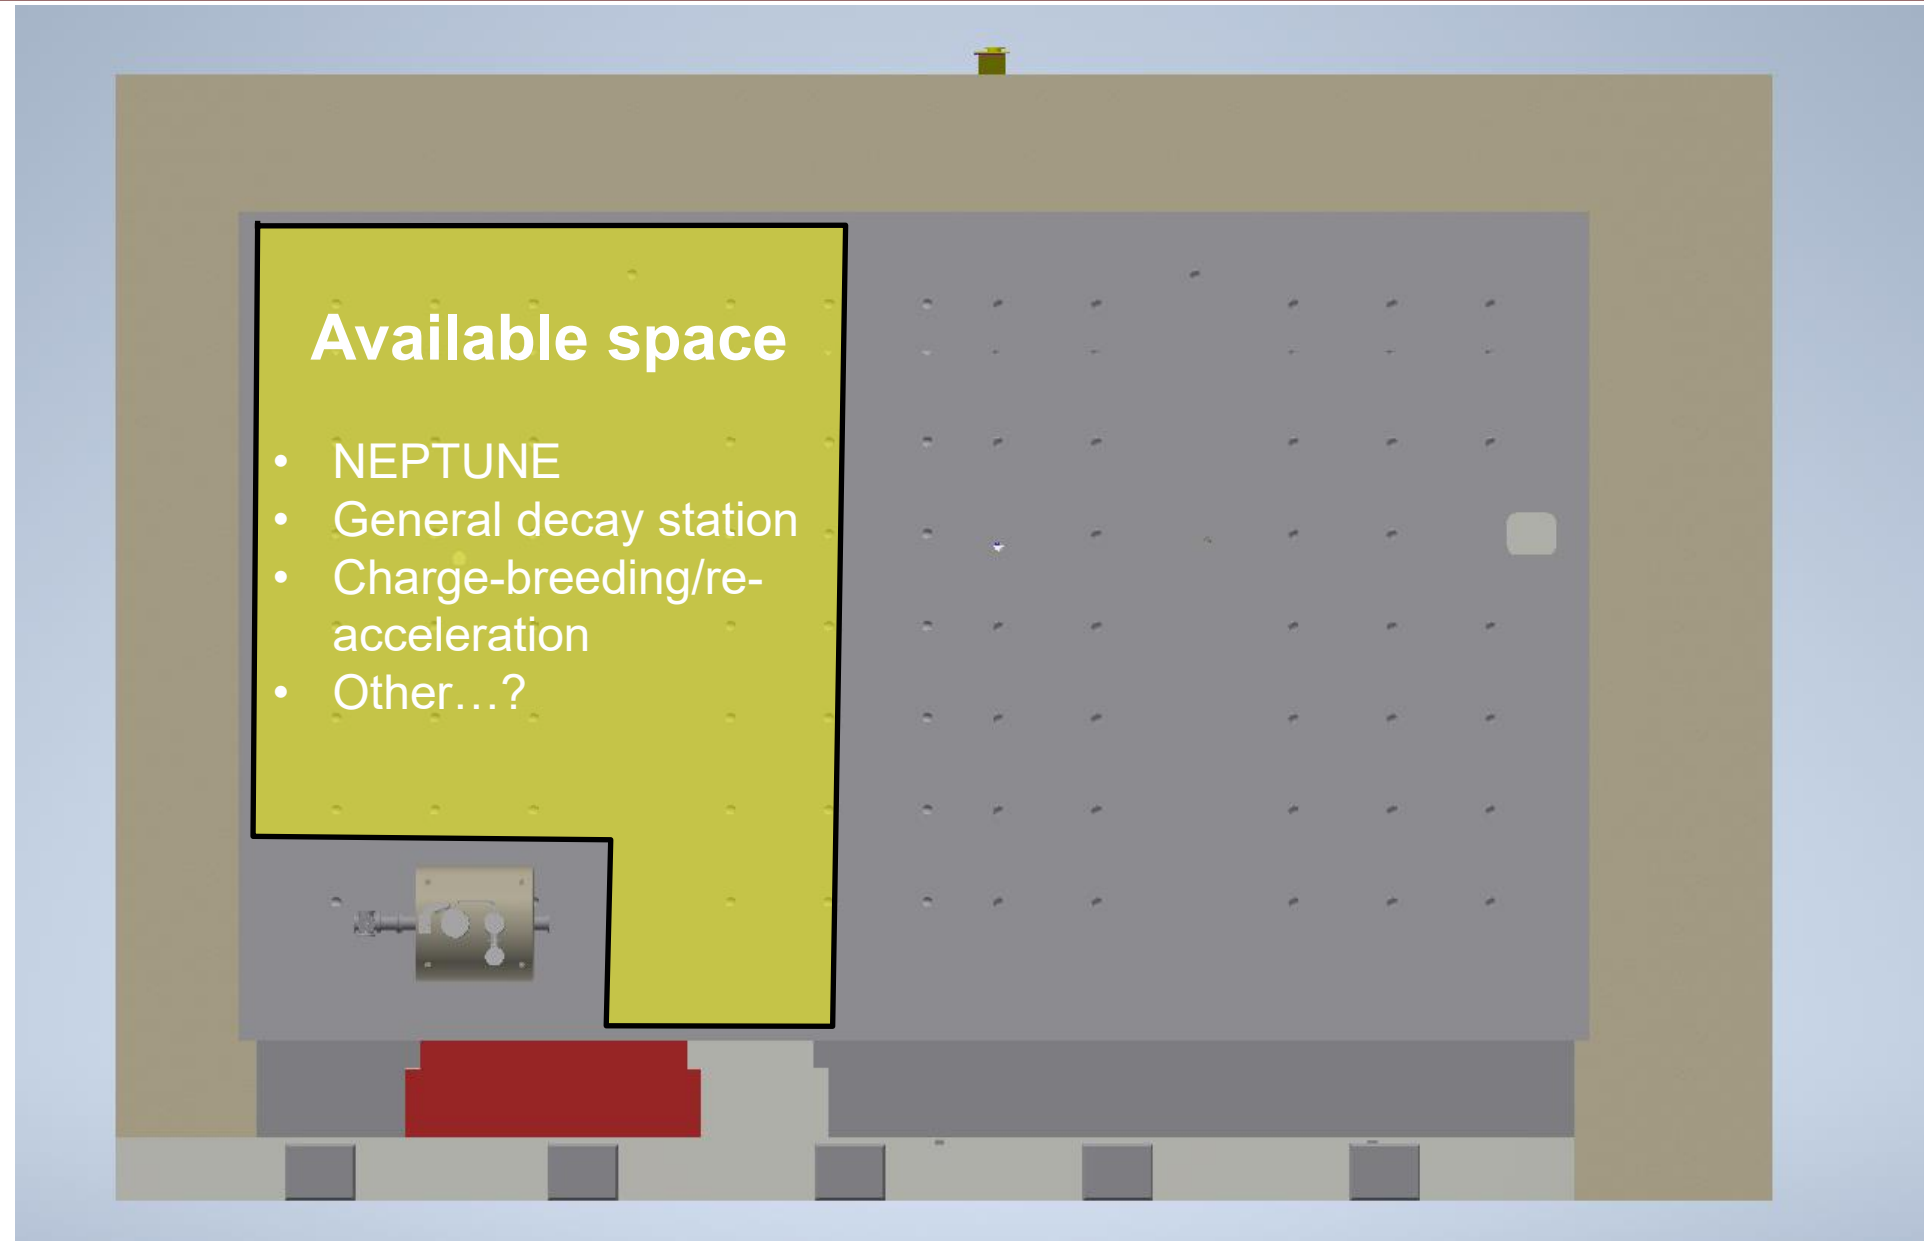 Available space
• NEPTUNE
• General decay station
• Charge-breeding/re-
acceleration
• Other…?